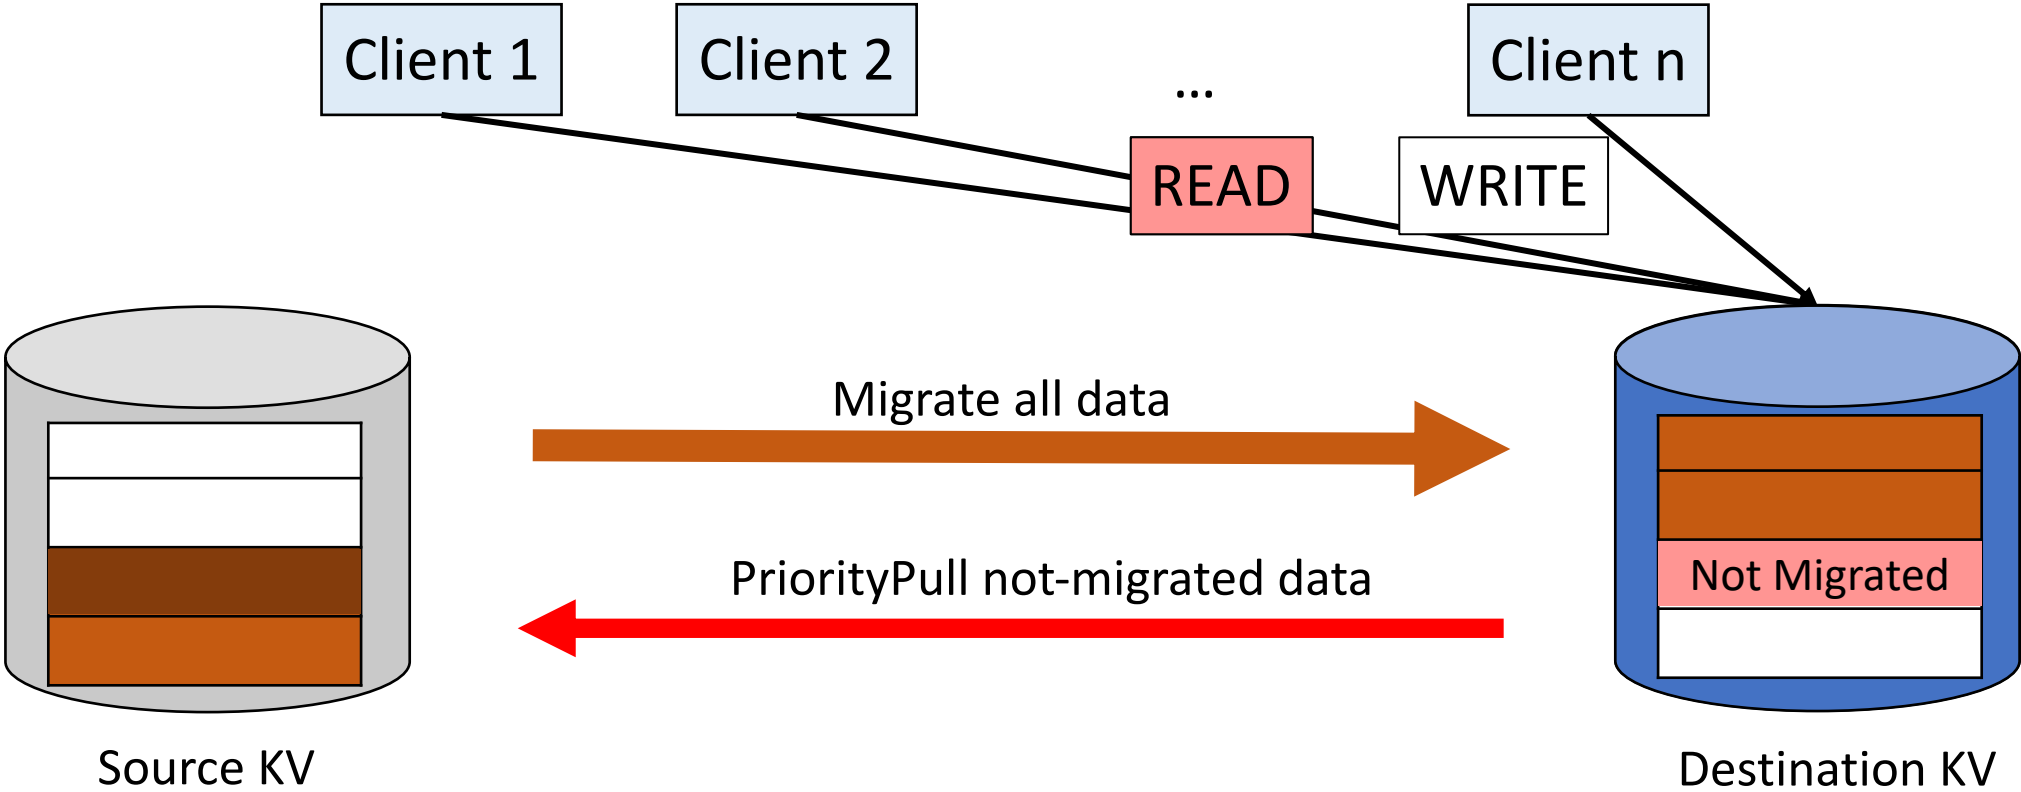 Client 1
Client 2
...
Client n
READ
WRITE
Migrate all data
PriorityPull not-migrated data
Not Migrated
Source KV
Destination KV